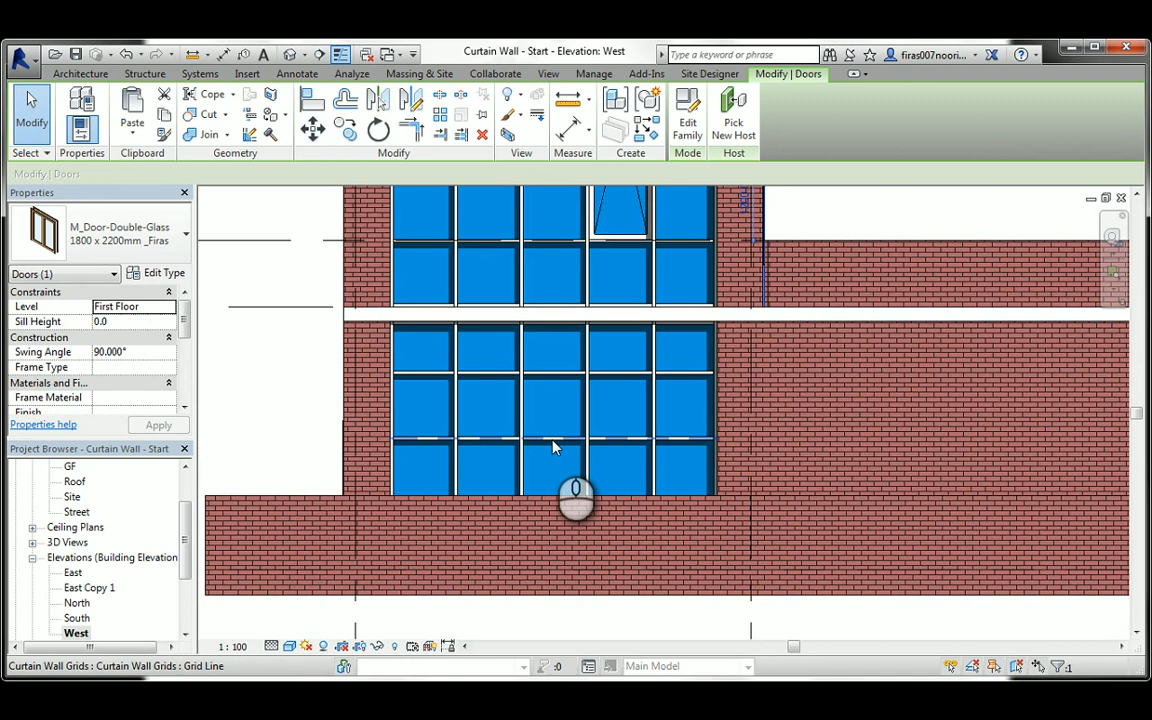 Curtain Wall - Start - Elevation: West
Type a keyword or phrase
firas007noori...
Architecture Structure Systems Insert Annotate Analyze Massing & Site Collaborate View Manage Add-Ins Site Designer Modify | Doors
Modify
Select
Properties
Paste
Clipboard
Cope
Cut
Join
Geometry
Modify
View
Measure
Create
Edit
Family
Mode
Pick
New Host
Host
Modify | Doors
Properties
M_Door-Double-Glass
1800 x 2200mm _Firas
Doors (1)
Edit Type
Constraints
Level First Floor
Sill Height 0.0
Construction
Swing Angle 90.000°
Frame Type
Materials and Fi...
Frame Material
Finish
Properties help
Apply
Project Browser - Curtain Wall - Start
GF
Roof
Site
Street
Ceiling Plans
3D Views
Elevations (Building Elevation
East
East Copy 1
North
South
West
0
1 : 100
Curtain Wall Grids : Curtain Wall Grids : Grid Line
:0
Main Model
:1